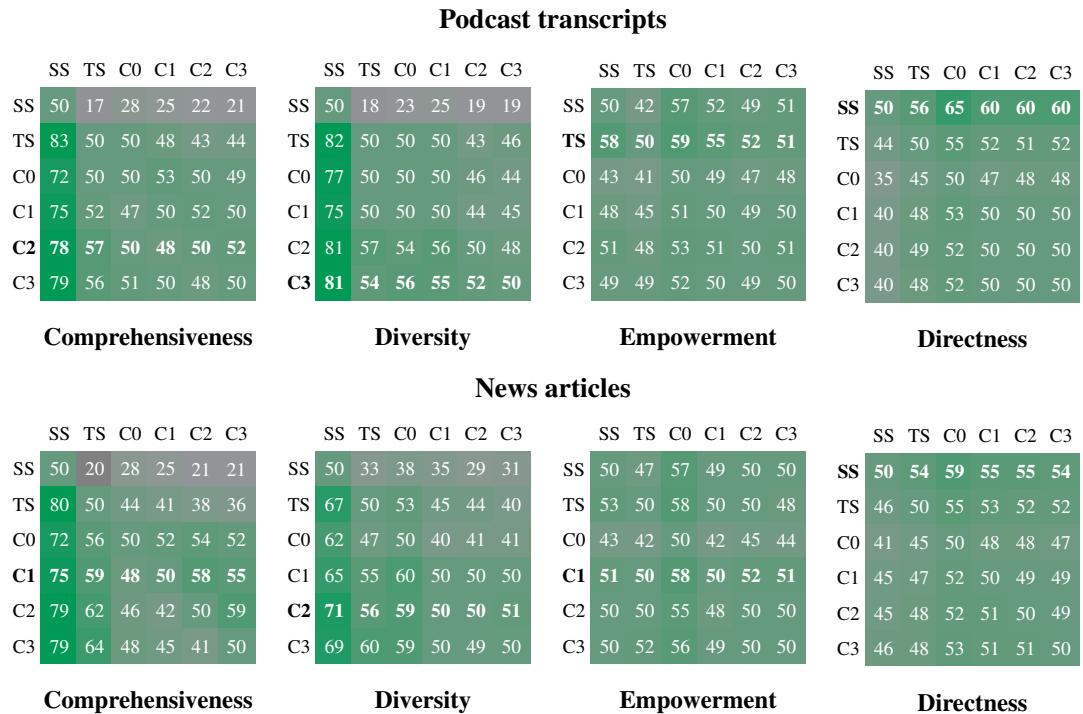 Podcast transcripts
SS TS C0 C1 C2 C3
SS 50 17 28 25 22 21
TS 83 50 50 48 43 44
C0 72 50 50 53 50 49
C1 75 52 47 50 52 50
C2 78 57 50 48 50 52
C3 79 56 51 50 48 50
Comprehensiveness
SS TS C0 C1 C2 C3
SS 50 18 23 25 19 19
TS 82 50 50 50 43 46
C0 77 50 50 50 46 44
C1 75 50 50 50 44 45
C2 81 57 54 56 50 48
C3 81 54 56 55 52 50
Diversity
SS TS C0 C1 C2 C3
SS 50 42 57 52 49 51
TS 58 50 59 55 52 51
C0 43 41 50 49 47 48
C1 48 45 51 50 49 50
C2 51 48 53 51 50 51
C3 49 49 52 50 49 50
Empowerment
SS TS C0 C1 C2 C3
SS 50 56 65 60 60 60
TS 44 50 55 52 51 52
C0 35 45 50 47 48 48
C1 40 48 53 50 50 50
C2 40 49 52 50 50 50
C3 40 48 52 50 50 50
Directness
News articles
SS TS C0 C1 C2 C3
SS 50 20 28 25 21 21
TS 80 50 44 41 38 36
C0 72 56 50 52 54 52
C1 75 59 48 50 58 55
C2 79 62 46 42 50 59
C3 79 64 48 45 41 50
Comprehensiveness
SS TS C0 C1 C2 C3
SS 50 33 38 35 29 31
TS 67 50 53 45 44 40
C0 62 47 50 40 41 41
C1 65 55 60 50 50 50
C2 71 56 59 50 50 51
C3 69 60 59 50 49 50
Diversity
SS TS C0 C1 C2 C3
SS 50 47 57 49 50 50
TS 53 50 58 50 50 48
C0 43 42 50 42 45 44
C1 51 50 58 50 52 51
C2 50 50 55 48 50 50
C3 50 52 56 49 50 50
Empowerment
SS TS C0 C1 C2 C3
SS 50 54 59 55 55 54
TS 46 50 55 53 52 52
C0 41 45 50 48 48 47
C1 45 47 52 50 49 49
C2 45 48 52 51 50 49
C3 46 48 53 51 51 50
Directness